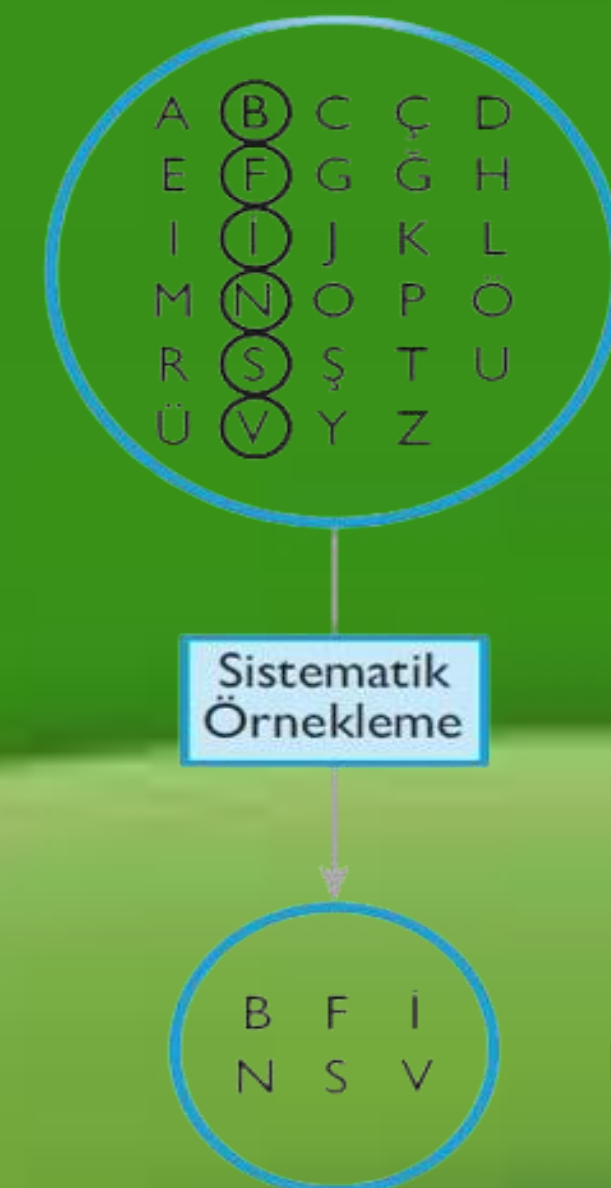 A B C Ç D
E F G Ğ H
I İ J K L
M N O P Ö
R S Ş T U
Ü V Y Z
Sistematik
Örnekleme
B F İ
N S V